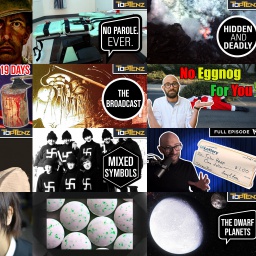 TOPTENZ
NO PAROLE,
EVER.
TOPTENZ
HIDDEN
AND
DEADLY
19 DAYS
TOPTENZ
THE
BROADCAST
No Eggnog
For You
TOPTENZ
MIXED
SYMBOLS
FULL EPISODE
TOPTENZ
THE DWARF
PLANETS